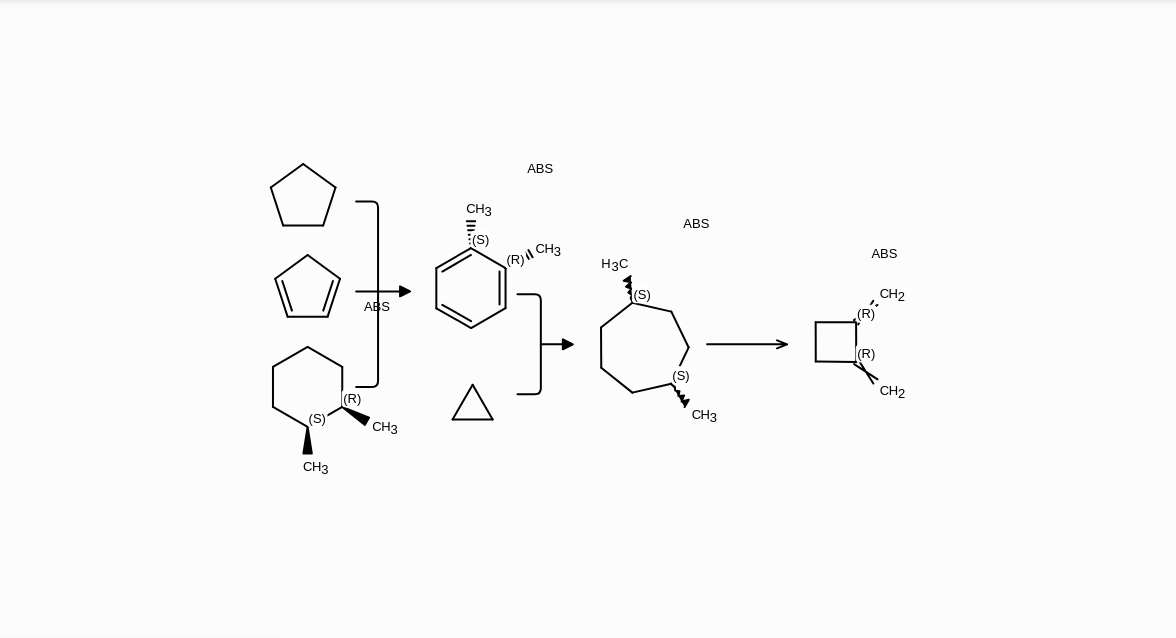 ABS
CH3
(S)
(R)
CH3
ABS
ABS
(R)
(S)
CH3
CH3
ABS
H3C
(S)
(S)
CH3
ABS
CH2
(R)
(R)
CH2